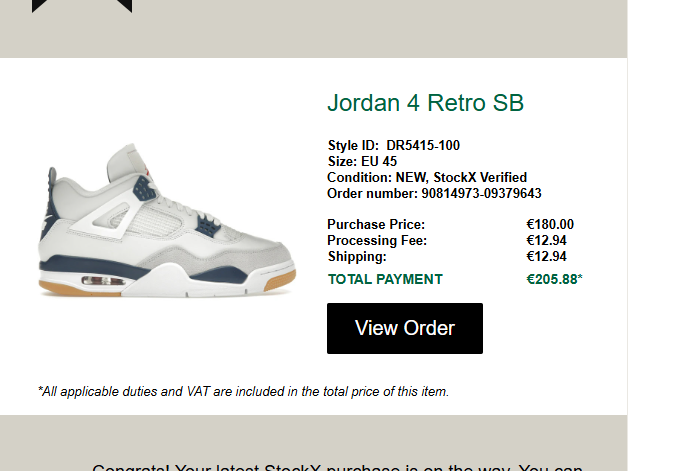 Jordan 4 Retro SB
Style ID: DR5415-100
Size: EU 45
Condition: NEW, StockX Verified
Order number: 90814973-09379643
Purchase Price: €180.00
Processing Fee: €12.94
Shipping: €12.94
TOTAL PAYMENT €205.88*
View Order
*All applicable duties and VAT are included in the total price of this item.
Congrats! Your latest StockX purchase is on the way. You can